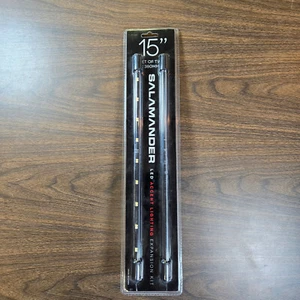 15”
SALAMANDER
LED ACCENT LIGHTING EXPANSION KIT